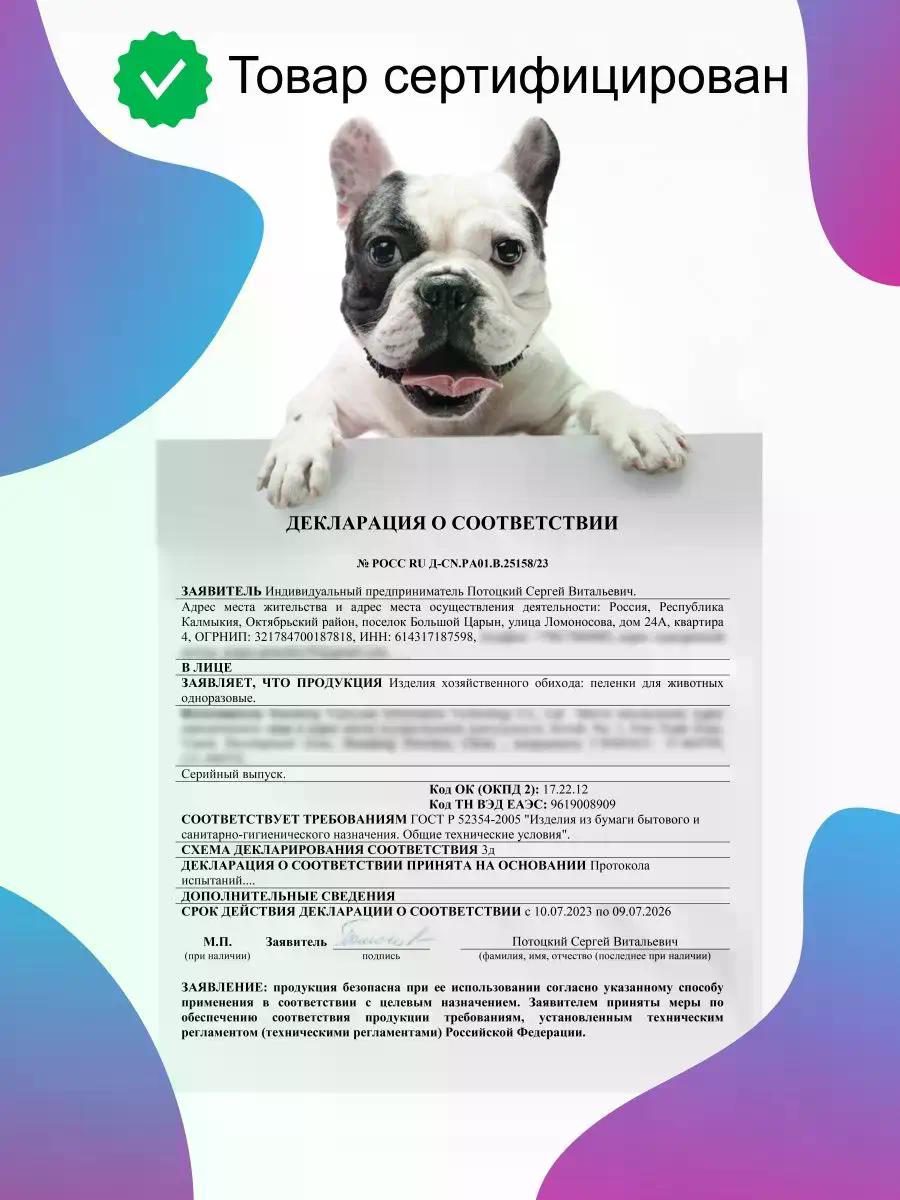 Товар сертифицирован
ДЕКЛАРАЦИЯ О СООТВЕТСТВИИ
№ РОСС RU Д-CN.РА01.В.25158/23
ЗАЯВИТЕЛЬ Индивидуальный предприниматель Потоцкий Сергей Витальевич.
Адрес места жительства и адрес места осуществления деятельности: Россия, Республика
Калмыкия, Октябрьский район, поселок Большой Царын, улица Ломоносова, дом 24А, квартира
4, ОГРНИП: 321784700187818, ИНН: 614317187598,
В ЛИЦЕ
ЗАЯВЛЯЕТ, ЧТО ПРОДУКЦИЯ Изделия хозяйственного обихода: пеленки для животных
одноразовые.
Серийный выпуск.
Код ОК (ОКПД 2): 17.22.12
Код ТН ВЭД ЕАЭС: 9619008909
СООТВЕТСТВУЕТ ТРЕБОВАНИЯМ ГОСТ Р 52354-2005 "Изделия из бумаги бытового и
санитарно-гигиенического назначения. Общие технические условия".
СХЕМА ДЕКЛАРИРОВАНИЯ СООТВЕТСТВИЯ 3д
ДЕКЛАРАЦИЯ О СООТВЕТСТВИИ ПРИНЯТА НА ОСНОВАНИИ Протокола
испытаний....
ДОПОЛНИТЕЛЬНЫЕ СВЕДЕНИЯ
СРОК ДЕЙСТВИЯ ДЕКЛАРАЦИИ О СООТВЕТСТВИИ с 10.07.2023 по 09.07.2026
М.П. Заявитель Потоцкий Сергей Витальевич
(при наличии) подпись (фамилия, имя, отчество (последнее при наличии)
ЗАЯВЛЕНИЕ: продукция безопасна при ее использовании согласно указанному способу
применения в соответствии с целевым назначением. Заявителем приняты меры по
обеспечению соответствия продукции требованиям, установленным техническим
регламентом (техническими регламентами) Российской Федерации.